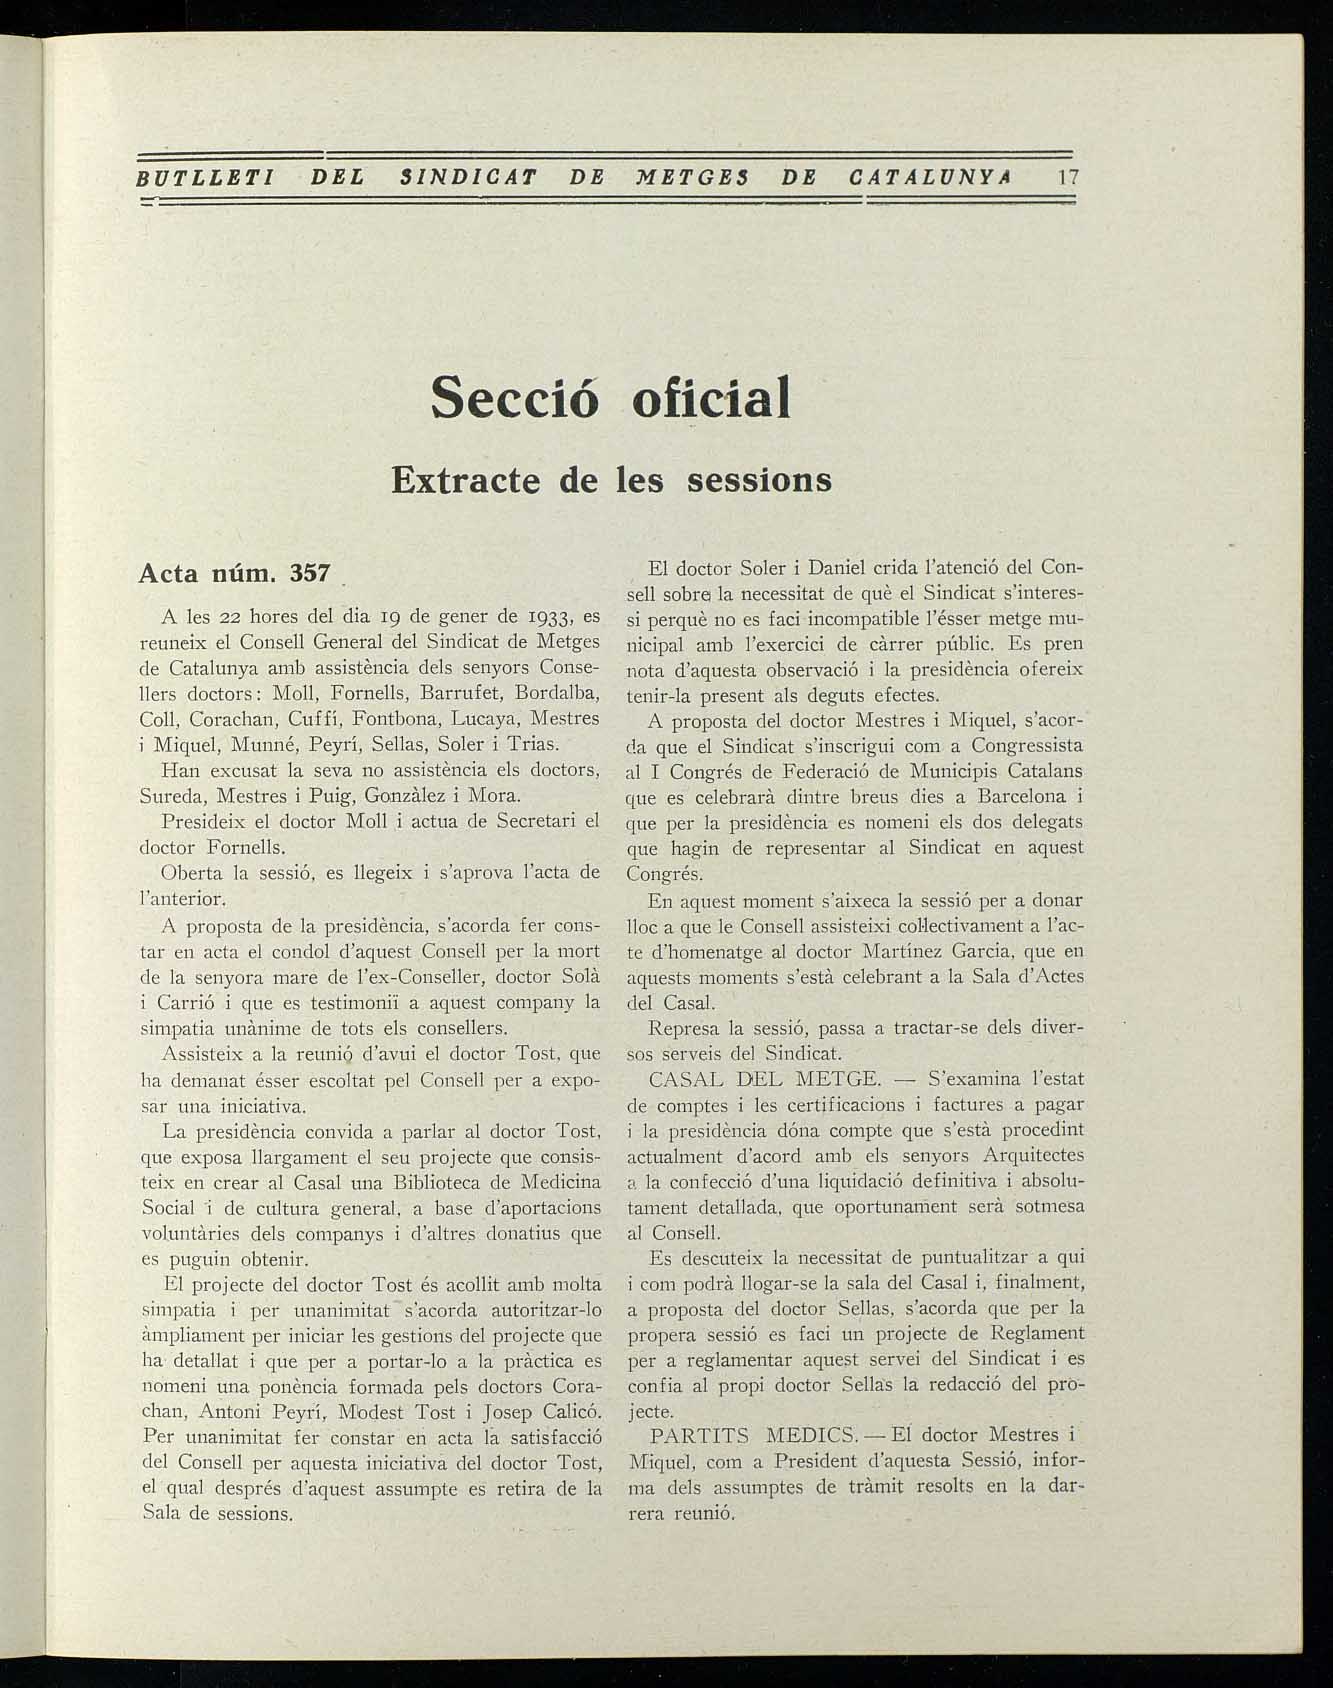 BUTLLETI DEL SINDICAT DE METGES DE CATALUNYA 17
Secció oficial
Extracte de les sessions
Acta núm. 357
A les 22 hores del dia 19 de gener de 1933, es
reuneix el Consell General del Sindicat de Metges
de Catalunya amb assistència dels senyors Conse-
llers doctors: Moll, Fornells, Barrufet, Bordalba,
Coll, Corachan, Cuffí, Fontbona, Lucaya, Mestres
i Miquel, Munné, Peyrí, Sellas, Soler i Trias.
Han excusat la seva no assistència els doctors,
Sureda, Mestres i Puig, Gonzàlez i Mora.
Presideix el doctor Moll i actua de Secretari el
doctor Fornells.
Oberta la sessió, es llegeix i s'aprova l'acta de
l'anterior.
A proposta de la presidència, s'acorda fer cons-
tar en acta el condol d'aquest Consell per la mort
de la senyora mare de l'ex-Conseller, doctor Solà
i Carrió i que es testimoniï a aquest company la
simpatia unànime de tots els consellers.
Assisteix a la reunió d'avui el doctor Tost, que
ha demanat ésser escoltat pel Consell per a expo-
sar una iniciativa.
La presidència convida a parlar al doctor Tost,
que exposa llargament el seu projecte que consis-
teix en crear al Casal una Biblioteca de Medicina
Social i de cultura general, a base d'aportacions
voluntàries dels companys i d'altres donatius que
es puguin obtenir.
El projecte del doctor Tost és acollit amb molta
simpatia i per unanimitat s'acorda autoritzar-lo
àmpliament per iniciar les gestions del projecte que
ha detallat i que per a portar-lo a la pràctica es
nomeni una ponència formada pels doctors Cora-
chan, Antoni Peyrí, Modest Tost i Josep Calicó.
Per unanimitat fer constar en acta la satisfacció
del Consell per aquesta iniciativa del doctor Tost,
el qual després d'aquest assumpte es retira de la
Sala de sessions.
El doctor Soler i Daniel crida l'atenció del Con-
sell sobre la necessitat de què el Sindicat s'interes-
si perquè no es faci incompatible l'ésser metge mu-
nicipal amb l'exercici de càrrer públic. Es pren
nota d'aquesta observació i la presidència ofereix
tenir-la present als deguts efectes.
A proposta del doctor Mestres i Miquel, s'acor-
da que el Sindicat s'inscrigui com a Congressista
al I Congrés de Federació de Municipis Catalans
que es celebrarà dintre breus dies a Barcelona i
que per la presidència es nomeni els dos delegats
que hagin de representar al Sindicat en aquest
Congrés.
En aquest moment s'aixeca la sessió per a donar
lloc a que le Consell assisteixi col·lectivament a l'ac-
te d'homenatge al doctor Martínez Garcia, que en
aquests moments s'està celebrant a la Sala d'Actes
del Casal.
Represa la sessió, passa a tractar-se dels diver-
sos serveis del Sindicat.
CASAL DEL METGE. — S'examina l'estat
de comptes i les certificacions i factures a pagar
i la presidència dóna compte que s'està procedint
actualment d'acord amb els senyors Arquitectes
a la confecció d'una liquidació definitiva i absolu-
tament detallada, que oportunament serà sotmesa
al Consell.
Es descuteix la necessitat de puntualitzar a qui
i com podrà llogar-se la sala del Casal i, finalment,
a proposta del doctor Sellas, s'acorda que per la
propera sessió es faci un projecte de Reglament
per a reglamentar aquest servei del Sindicat i es
confia al propi doctor Sellas la redacció del pro-
jecte.
PARTITS MEDICS. — El doctor Mestres i
Miquel, com a President d'aquesta Sessió, infor-
ma dels assumptes de tràmit resolts en la dar-
rera reunió.